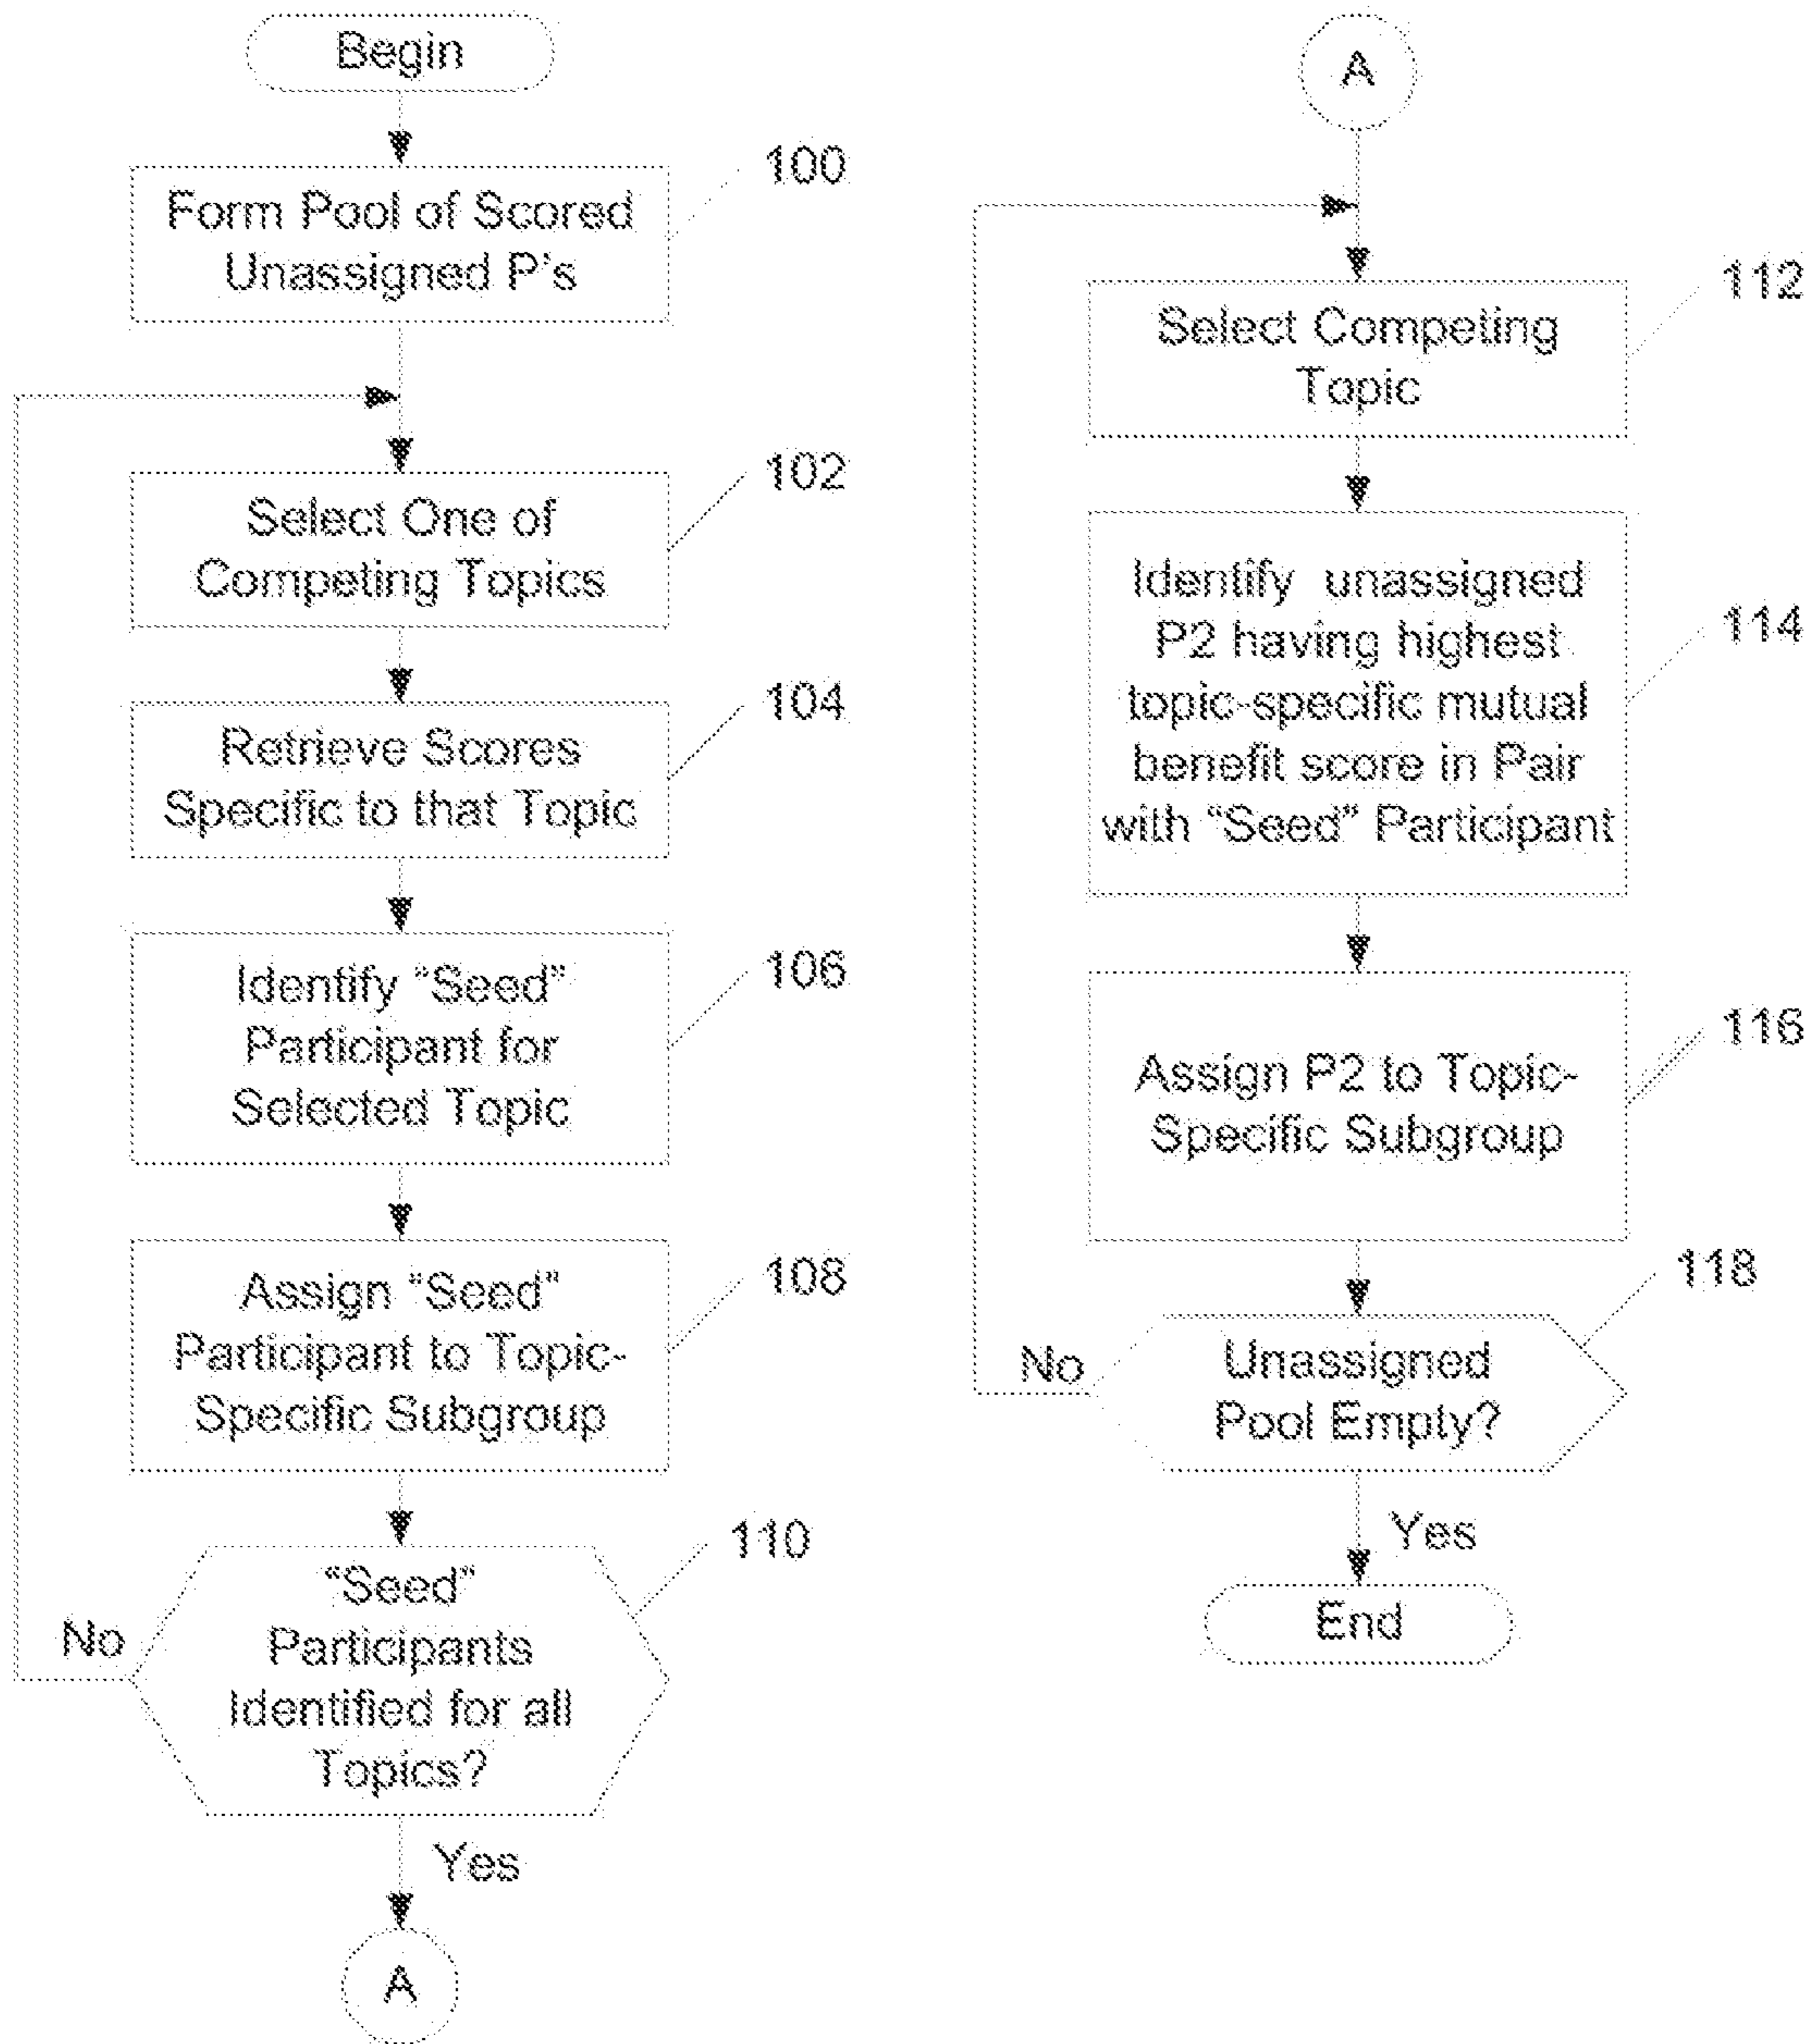 Begin
Form Pool of Scored
Unassigned P's
100
Select One of
Competing Topics
102
Retrieve Scores
Specific to that Topic
104
Identify “Seed”
Participant for
Selected Topic
106
Assign “Seed”
Participant to Topic-
Specific Subgroup
108
“Seed”
Participants
Identified for all
Topics?
110
No
Yes
A
A
Select Competing
Topic
112
Identify unassigned
P2 having highest
topic-specific mutual
benefit score in Pair
with “Seed” Participant
114
Assign P2 to Topic-
Specific Subgroup
116
Unassigned
Pool Empty?
118
No
Yes
End